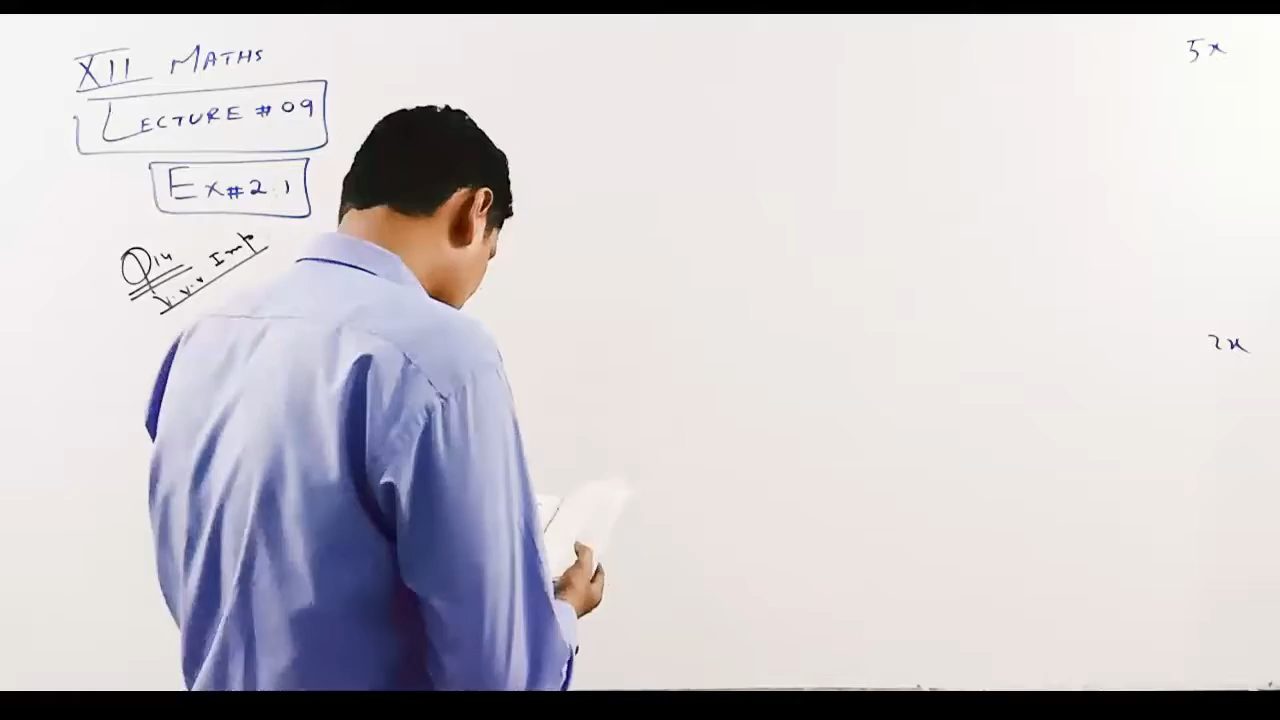 XII MATHS
LECTURE # 09
Ex # 2.1
Q14
V.V.V Imp
5x
2x